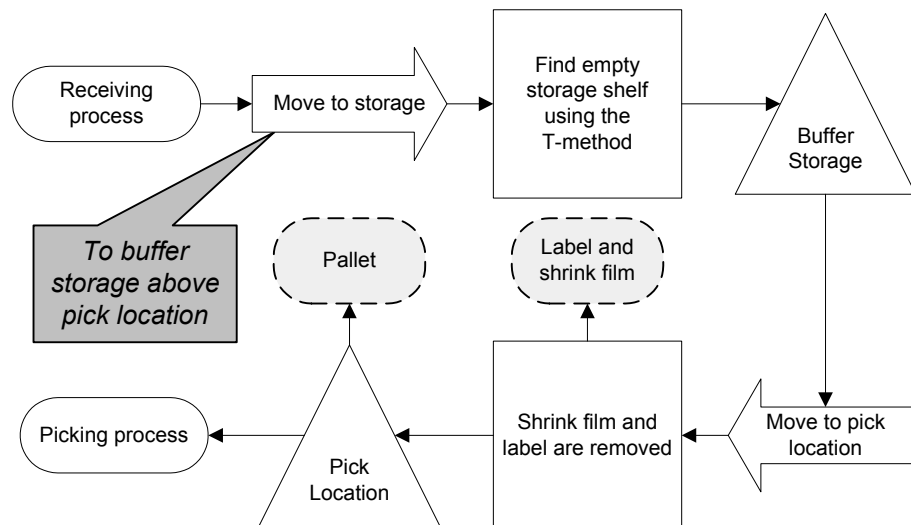 Receiving
process
Move to storage
Find empty
storage shelf
using the
T-method
Buffer
Storage
To buffer
storage above
pick location
Pallet
Label and
shrink film
Picking process
Pick
Location
Shrink film and
label are removed
Move to pick
location